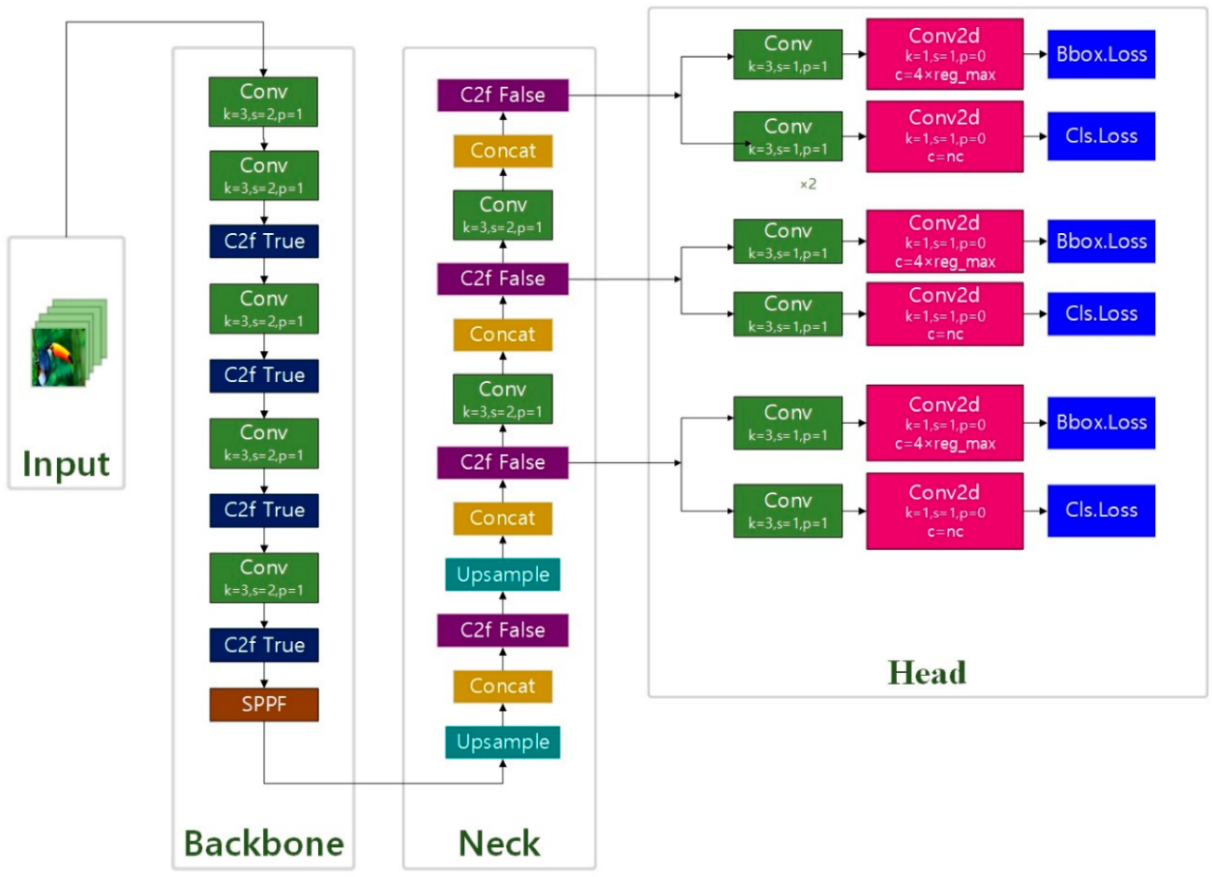 Input
Conv
k=3,s=2,p=1
Conv
k=3,s=2,p=1
C2f True
Conv
k=3,s=2,p=1
C2f True
Conv
k=3,s=2,p=1
C2f True
Conv
k=3,s=2,p=1
C2f True
SPPF
Backbone
C2f False
Concat
Conv
k=3,s=2,p=1
C2f False
Concat
Conv
k=3,s=2,p=1
C2f False
Concat
Upsample
C2f False
Concat
Upsample
Neck
Conv
k=3,s=1,p=1
Conv2d
k=1,s=1,p=0
c=4×reg_max
Bbox.Loss
Conv
k=3,s=1,p=1
Conv2d
k=1,s=1,p=0
c=nc
Cls.Loss
×2
Conv
k=3,s=1,p=1
Conv2d
k=1,s=1,p=0
c=4×reg_max
Bbox.Loss
Conv
k=3,s=1,p=1
Conv2d
k=1,s=1,p=0
c=nc
Cls.Loss
Conv
k=3,s=1,p=1
Conv2d
k=1,s=1,p=0
c=4×reg_max
Bbox.Loss
Conv
k=3,s=1,p=1
Conv2d
k=1,s=1,p=0
c=nc
Cls.Loss
Head